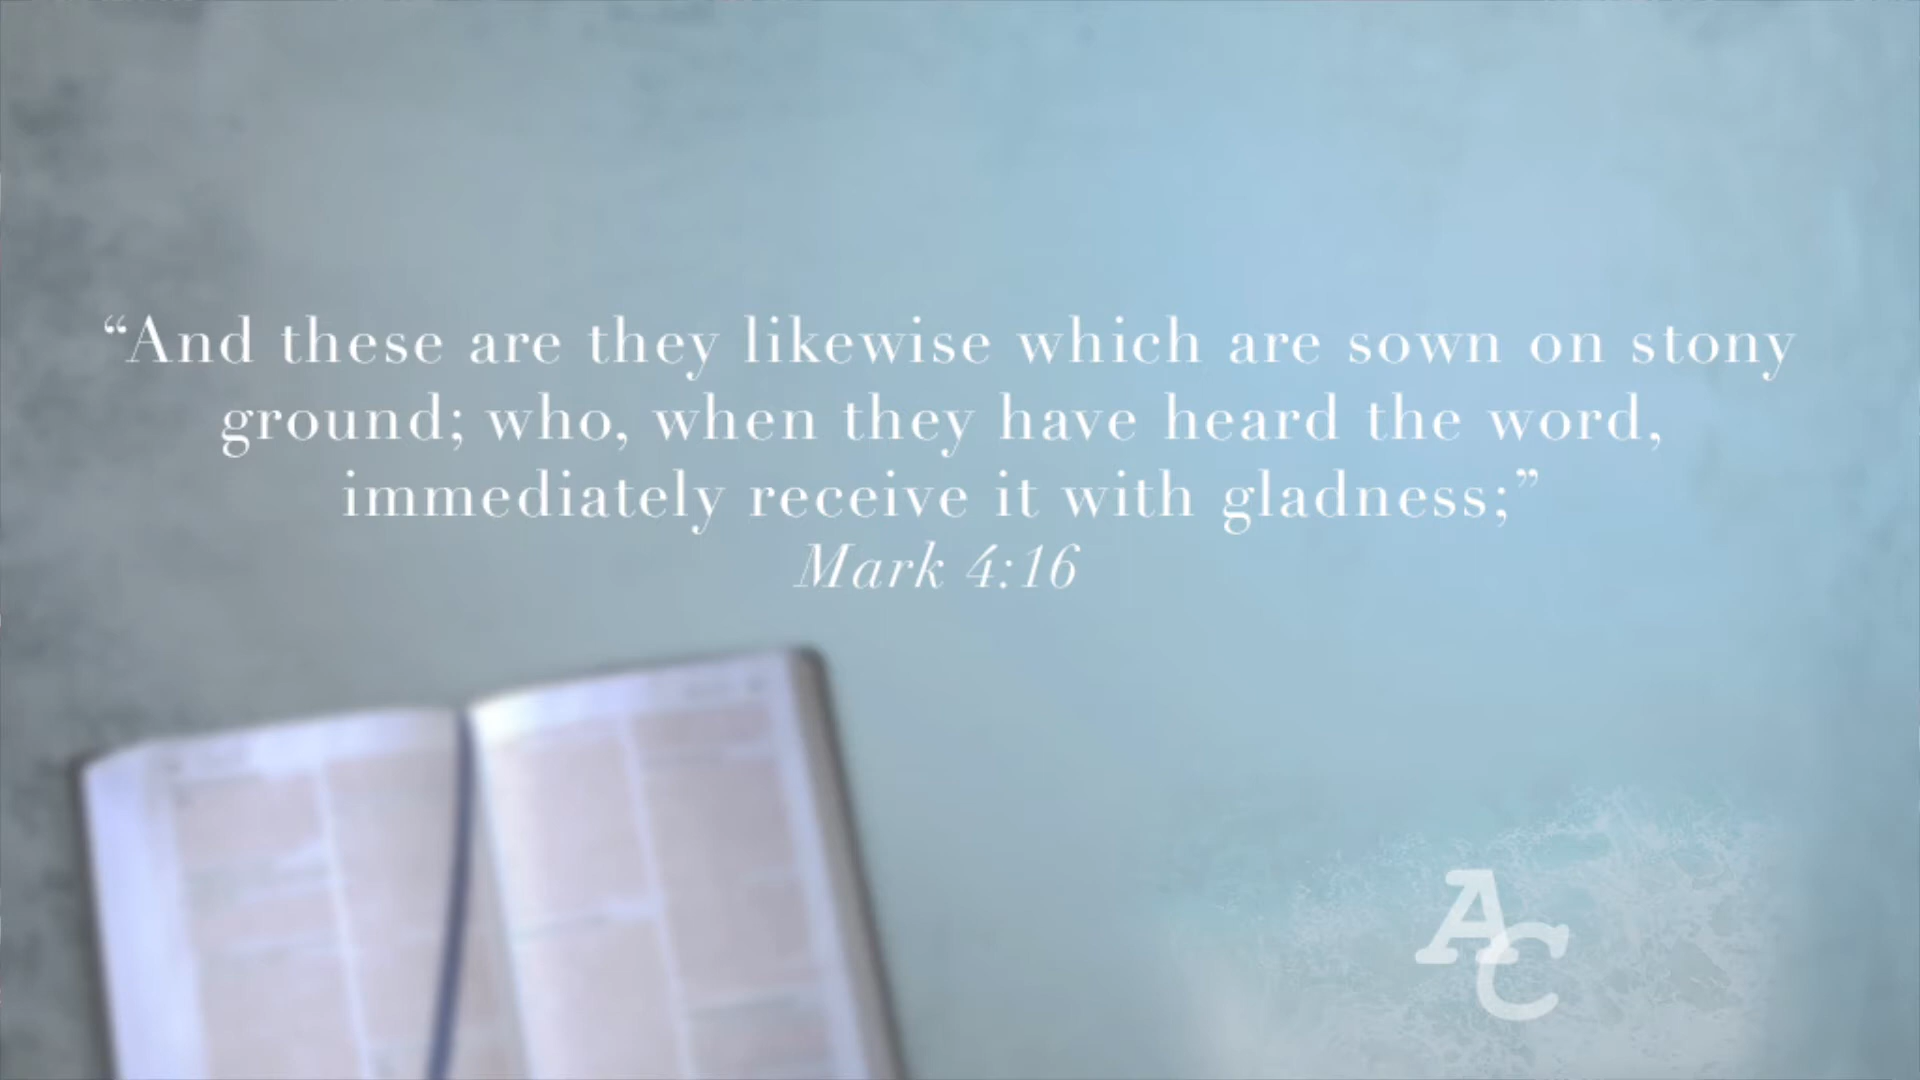 “And these are they likewise which are sown on stony
ground; who, when they have heard the word,
immediately receive it with gladness;”
Mark 4:16
AC